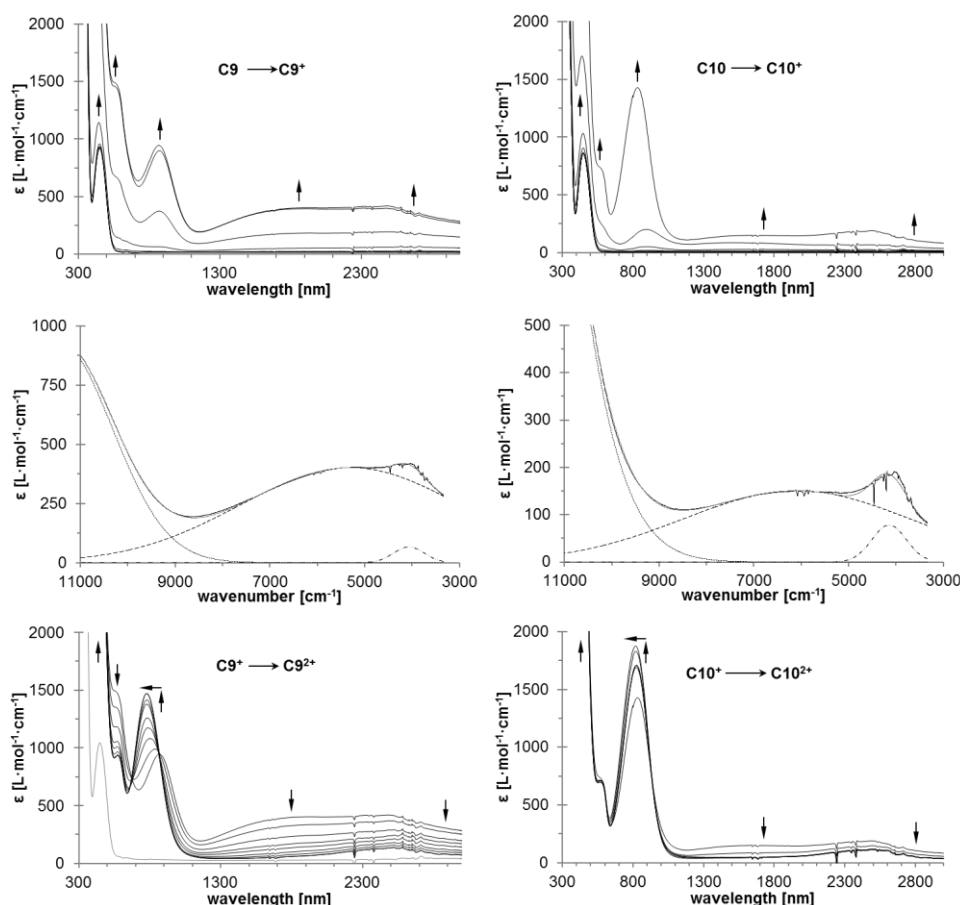 2000
1500
1000
500
0
ε [L·mol⁻¹·cm⁻¹]
C9 ⟶ C9⁺
300 1300 2300
wavelength [nm]
2000
1500
1000
500
0
ε [L·mol⁻¹·cm⁻¹]
C10 ⟶ C10⁺
300 800 1300 1800 2300 2800
wavelength [nm]
1000
750
500
250
0
ε [L·mol⁻¹·cm⁻¹]
11000 9000 7000 5000 3000
wavenumber [cm⁻¹]
500
400
300
200
100
0
ε [L·mol⁻¹·cm⁻¹]
11000 9000 7000 5000 3000
wavenumber [cm⁻¹]
2000
1500
1000
500
0
ε [L·mol⁻¹·cm⁻¹]
C9⁺ ⟶ C9²⁺
300 1300 2300
wavelength [nm]
2000
1500
1000
500
0
ε [L·mol⁻¹·cm⁻¹]
C10⁺ ⟶ C10²⁺
300 800 1300 1800 2300 2800
wavelength [nm]